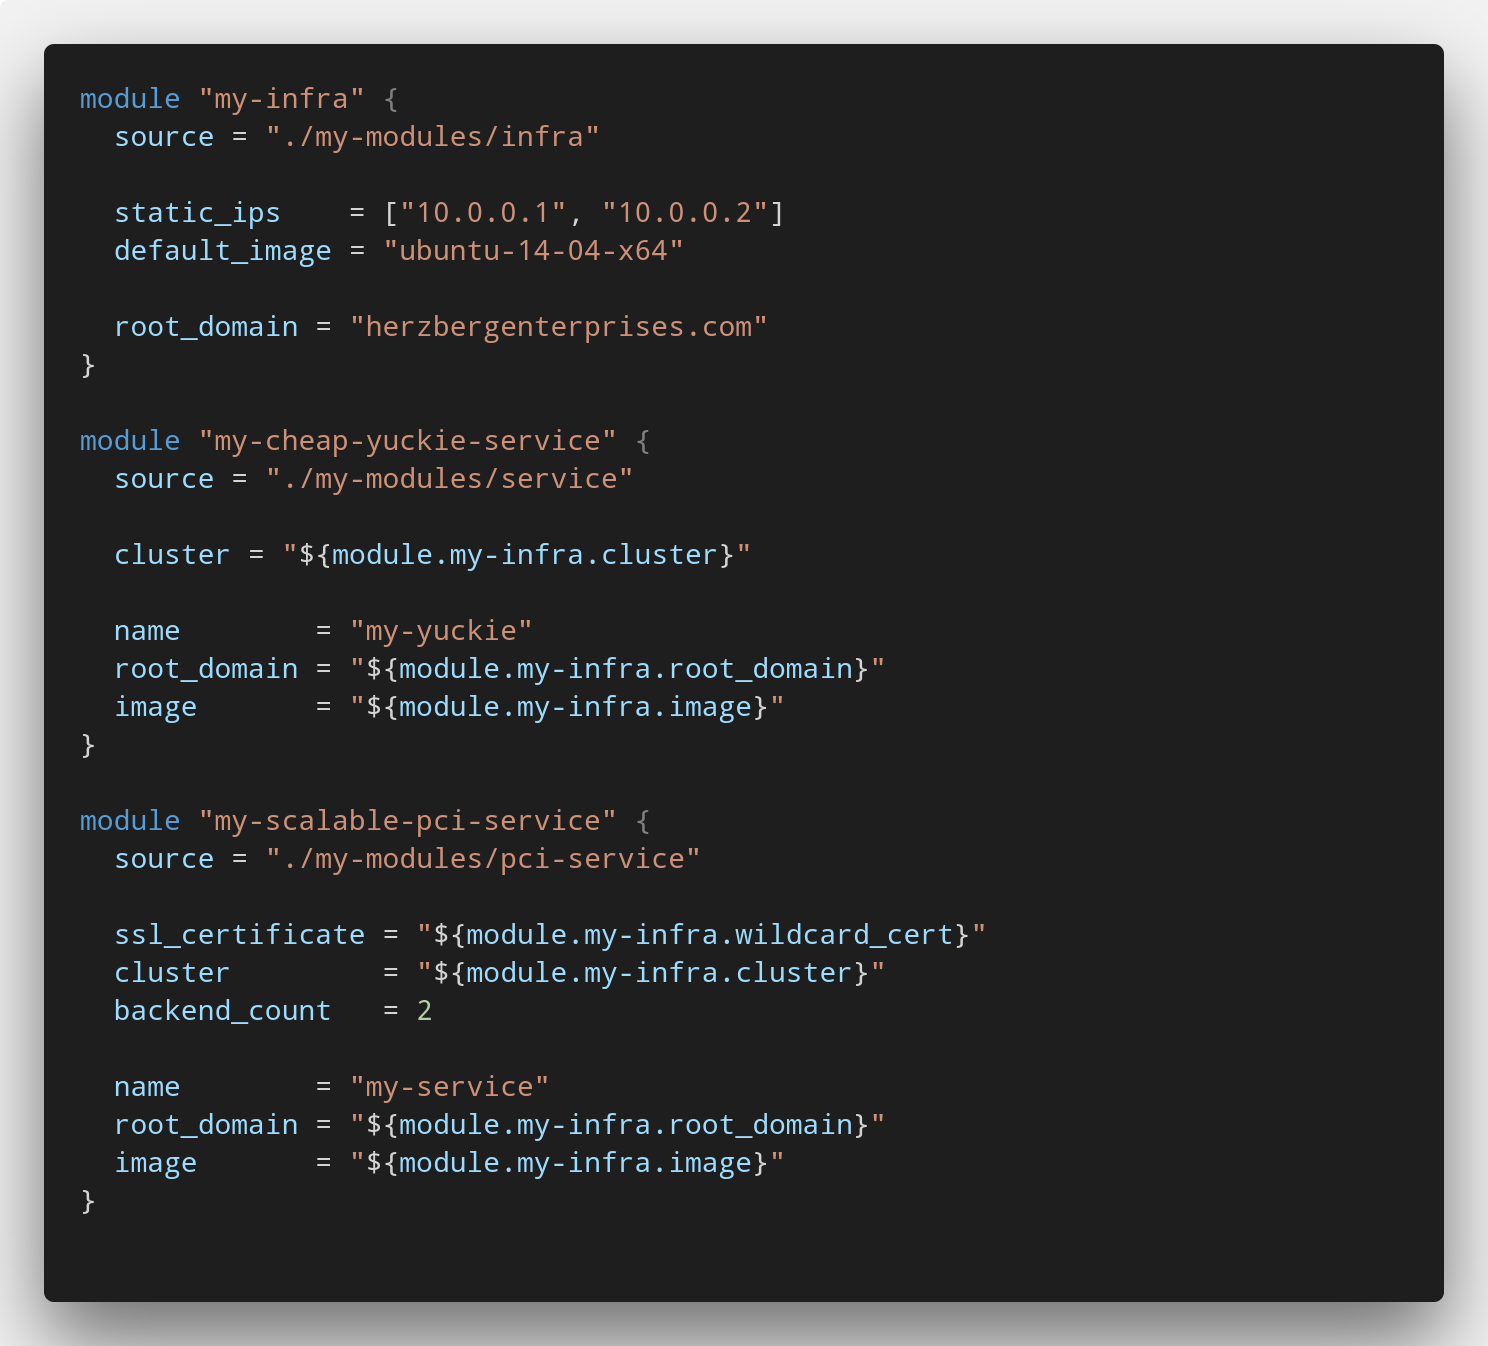 module "my-infra" {
  source = "./my-modules/infra"

  static_ips    = ["10.0.0.1", "10.0.0.2"]
  default_image = "ubuntu-14-04-x64"

  root_domain = "herzbergenterprises.com"
}

module "my-cheap-yuckie-service" {
  source = "./my-modules/service"

  cluster = "${module.my-infra.cluster}"

  name        = "my-yuckie"
  root_domain = "${module.my-infra.root_domain}"
  image       = "${module.my-infra.image}"
}

module "my-scalable-pci-service" {
  source = "./my-modules/pci-service"

  ssl_certificate = "${module.my-infra.wildcard_cert}"
  cluster         = "${module.my-infra.cluster}"
  backend_count   = 2

  name        = "my-service"
  root_domain = "${module.my-infra.root_domain}"
  image       = "${module.my-infra.image}"
}